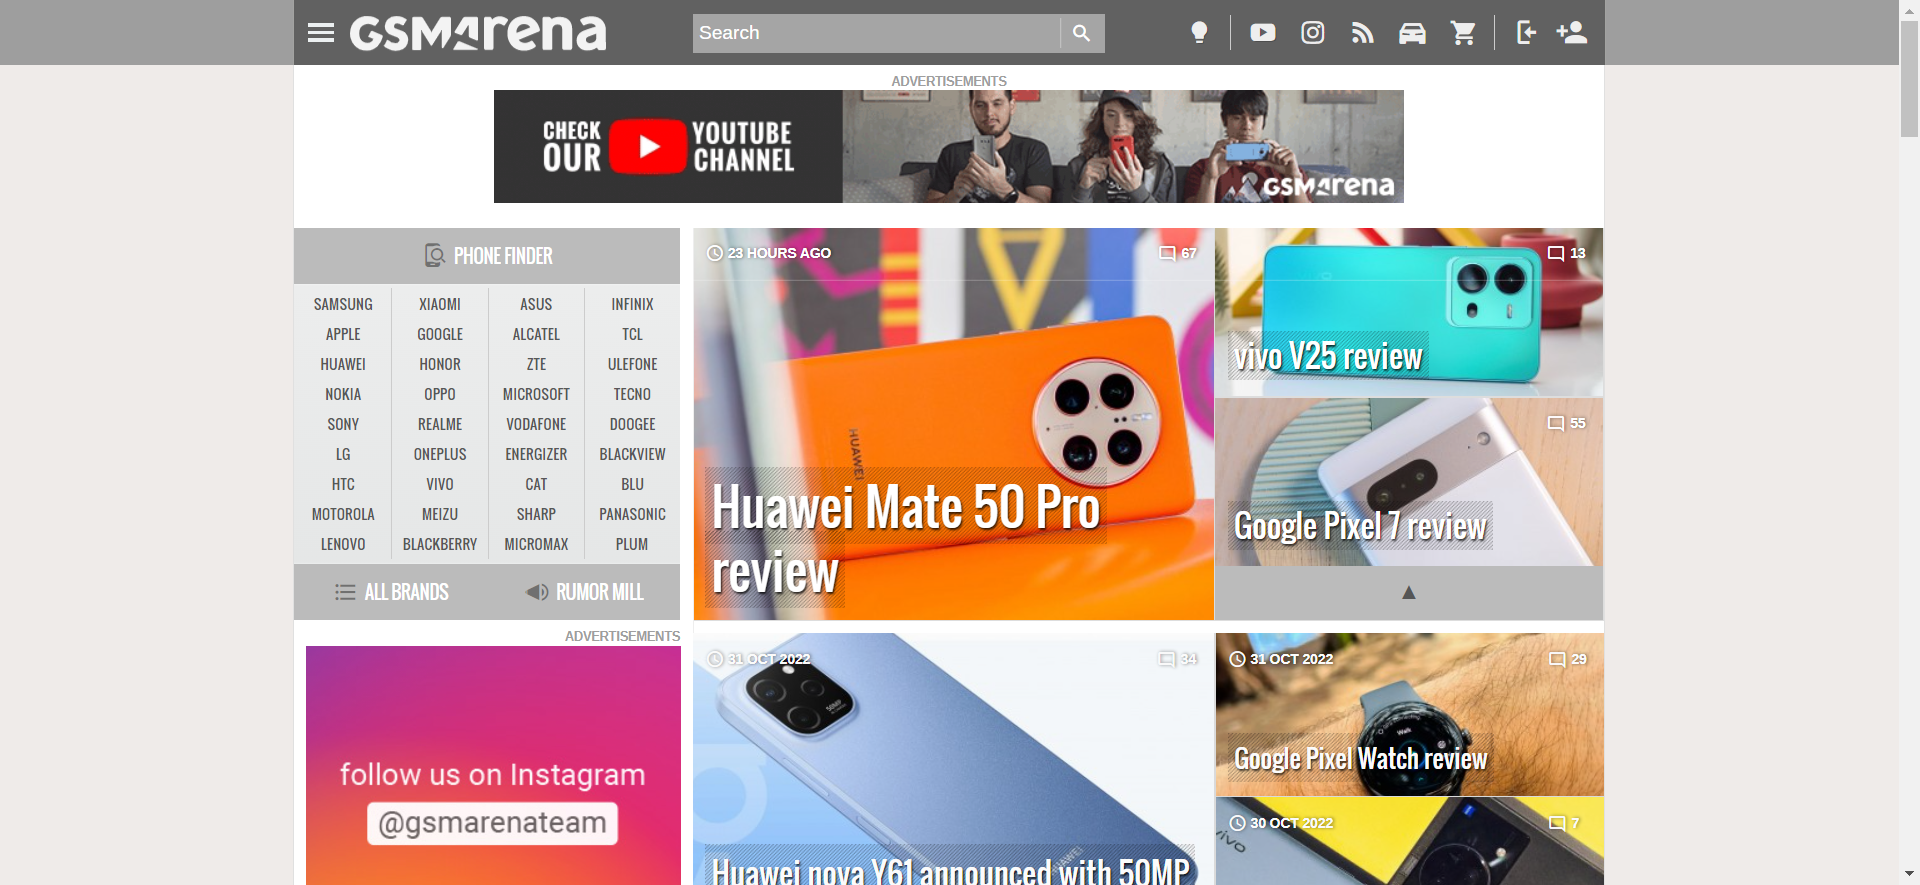 GSMArena
Search
ADVERTISEMENTS
CHECK OUR
YOUTUBE CHANNEL
GSMArena
PHONE FINDER
SAMSUNG XIAOMI ASUS INFINIX
APPLE GOOGLE ALCATEL TCL
HUAWEI HONOR ZTE ULEFONE
NOKIA OPPO MICROSOFT TECNO
SONY REALME VODAFONE DOOGEE
LG ONEPLUS ENERGIZER BLACKVIEW
HTC VIVO CAT BLU
MOTOROLA MEIZU SHARP PANASONIC
LENOVO BLACKBERRY MICROMAX PLUM
ALL BRANDS RUMOR MILL
ADVERTISEMENTS
follow us on Instagram
@gsmarenateam
23 HOURS AGO 67
HUAWEI
Huawei Mate 50 Pro
review
13
vivo V25 review
55
Google Pixel 7 review
▲
31 OCT 2022 34
50MP
HUAWEI
Huawei nova Y61 announced with 50MP
31 OCT 2022 29
Walk
Google Pixel Watch review
30 OCT 2022 7
vivo